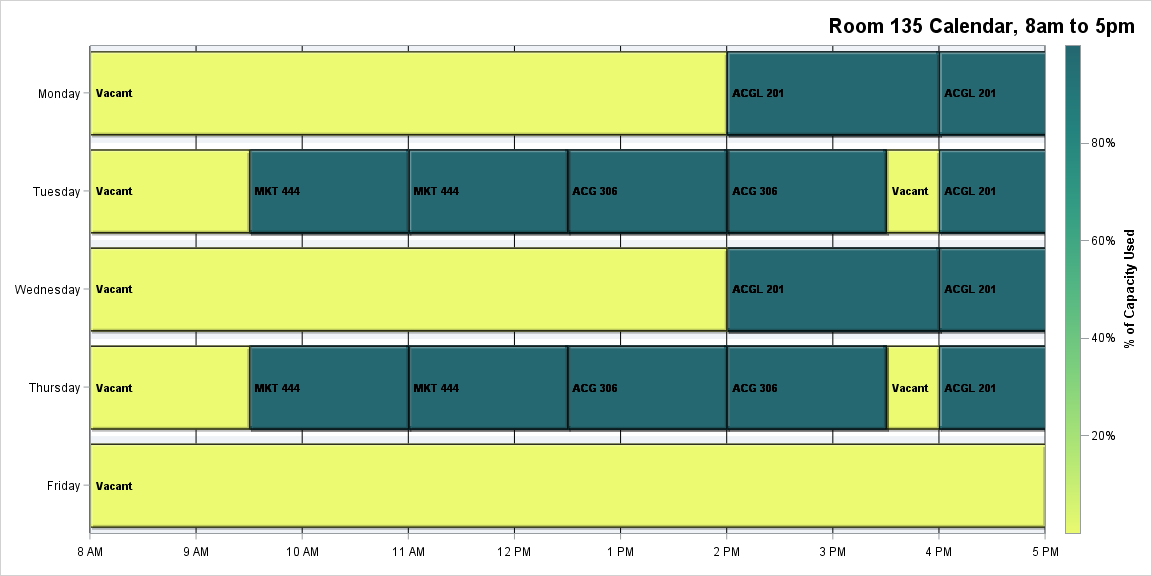 Room 135 Calendar, 8am to 5pm
Monday Vacant ACGL 201 ACGL 201
Tuesday Vacant MKT 444 MKT 444 ACG 306 ACG 306 Vacant ACGL 201
Wednesday Vacant ACGL 201 ACGL 201
Thursday Vacant MKT 444 MKT 444 ACG 306 ACG 306 Vacant ACGL 201
Friday Vacant
8 AM 9 AM 10 AM 11 AM 12 PM 1 PM 2 PM 3 PM 4 PM 5 PM
80%
60%
40%
20%
% of Capacity Used